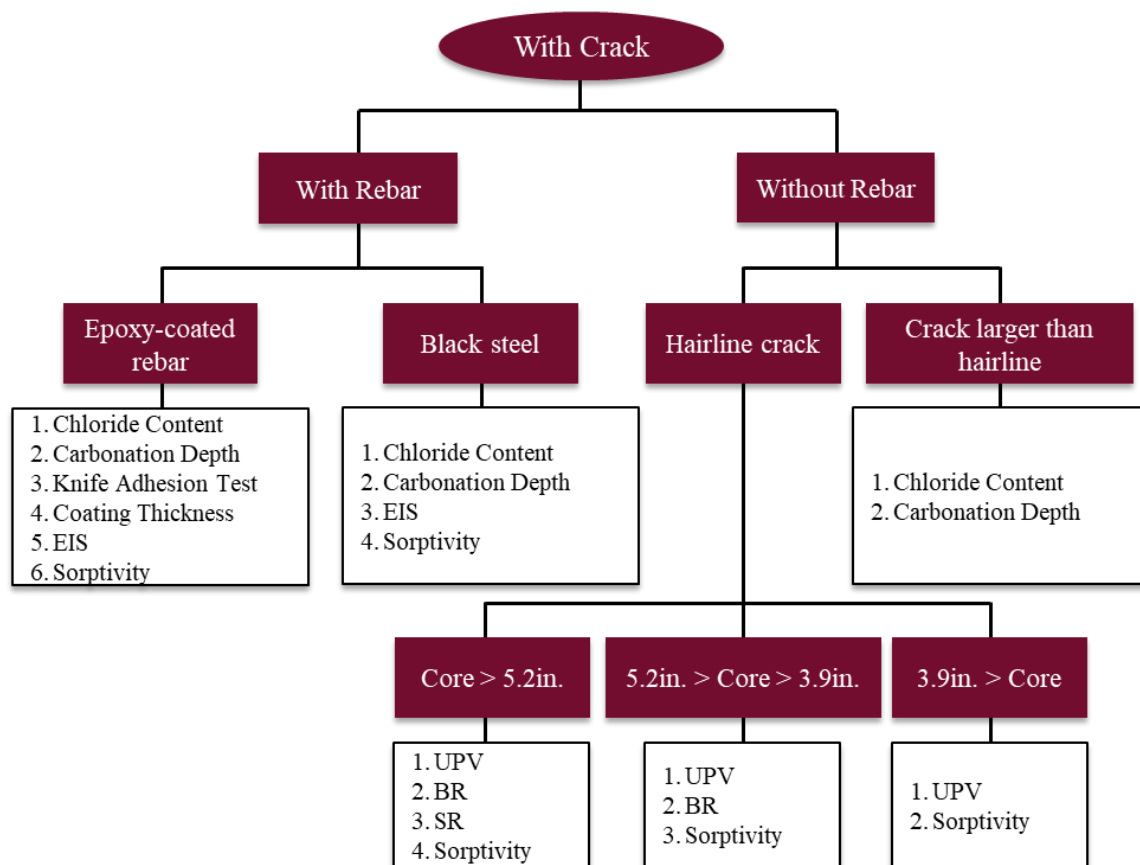 With Crack
With Rebar
Without Rebar
Epoxy-coated
rebar
Black steel
Hairline crack
Crack larger than
hairline
1. Chloride Content
2. Carbonation Depth
3. Knife Adhesion Test
4. Coating Thickness
5. EIS
6. Sorptivity
1. Chloride Content
2. Carbonation Depth
3. EIS
4. Sorptivity
1. Chloride Content
2. Carbonation Depth
Core > 5.2in.
5.2in. > Core > 3.9in.
3.9in. > Core
1. UPV
2. BR
3. SR
4. Sorptivity
1. UPV
2. BR
3. Sorptivity
1. UPV
2. Sorptivity